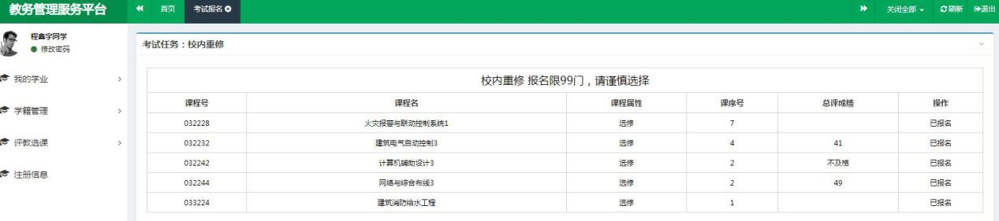 教务管理服务平台
首页 考试报名 关闭全部 刷新 退出
程鑫宇同学
修改密码
我的学业
学籍管理
评教选课
注册信息
考试任务：校内重修
校内重修 报名限99门，请谨慎选择
课程号 课程名 课程属性 课序号 总评成绩 操作
032228 火灾报警与联动控制系统1 选修 7 已报名
032232 建筑电气自动控制3 选修 4 41 已报名
032242 计算机辅助设计3 选修 2 不及格 已报名
032244 网络与综合布线3 选修 2 49 已报名
033224 建筑消防给水工程 选修 1 已报名